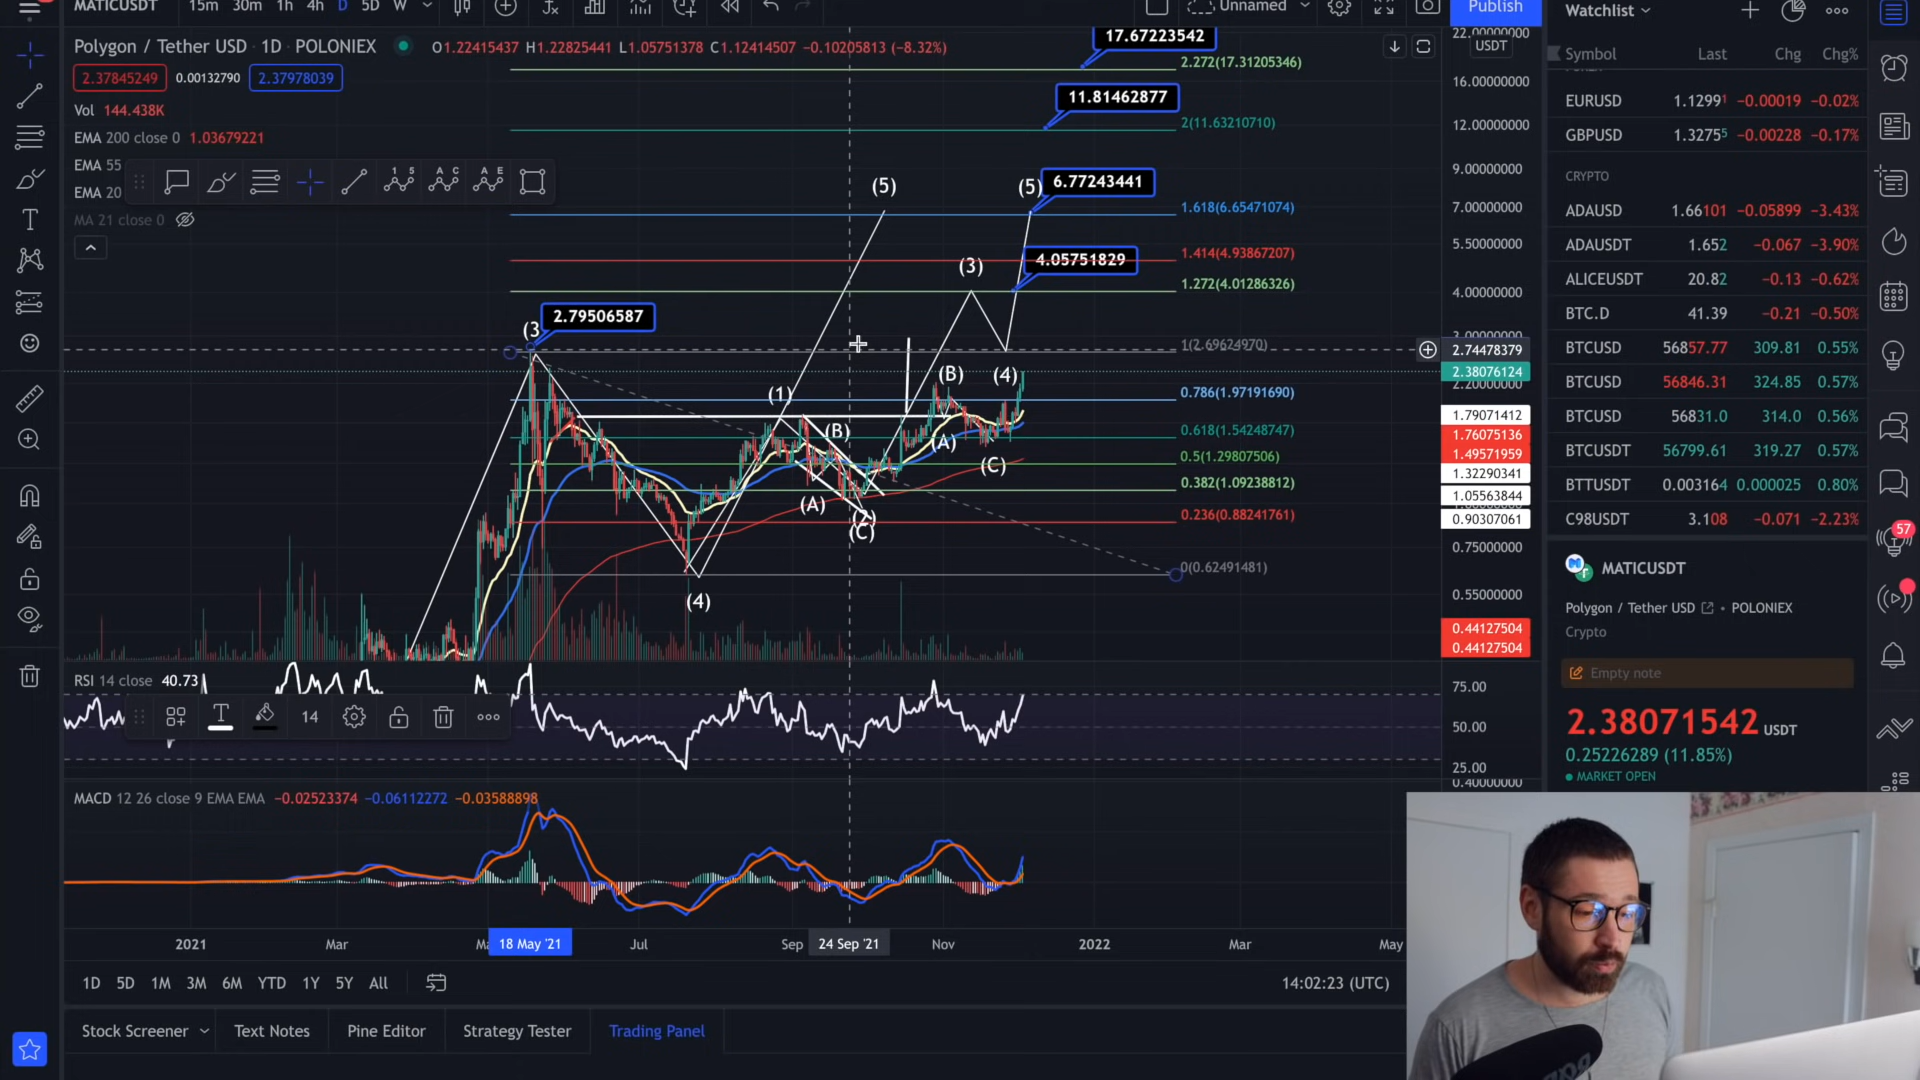 MATICUSDT 15m 30m 1h 4h D 5D W Unnamed Publish
Polygon / Tether USD · 1D · POLONIEX O1.22415437 H1.22825441 L1.05751378 C1.12414507 −0.10205813 (−8.32%)
2.37845249 0.00132790 2.37978039
Vol 144.438K
EMA 200 close 0 1.03679221
EMA 55
EMA 20
MA 21 close 0
17.67223542
2.272(17.31205346)
11.81462877
2(11.63210710)
(5)
(5)
6.77243441
1.618(6.65471074)
1.414(4.93867207)
(3)
4.05751829
1.272(4.01286326)
2.79506587
(3
1(2.69624970)
(B)
(4)
0.786(1.97191690)
(1)
(B)
0.618(1.54248747)
(A)
0.5(1.29807506)
(C)
0.382(1.09238812)
(A)
(2)
0.236(0.88241761)
(C)
0(0.62491481)
(4)
22.00000000
USDT
16.00000000
12.00000000
9.00000000
7.00000000
5.50000000
4.00000000
3.00000000
2.74478379
2.38076124
2.20000000
1.79071412
1.76075136
1.49571959
1.32290341
1.05563844
0.90307061
0.75000000
0.55000000
0.44127504
0.44127504
RSI 14 close 40.73
14
75.00
50.00
25.00
0.40000000
MACD 12 26 close 9 EMA EMA −0.02523374 −0.06112272 −0.03588898
2021 Mar Ma 18 May '21 Jul Sep 24 Sep '21 Nov 2022 Mar May
1D 5D 1M 3M 6M YTD 1Y 5Y All 14:02:23 (UTC)
Stock Screener Text Notes Pine Editor Strategy Tester Trading Panel
Watchlist
Symbol Last Chg Chg%
EURUSD 1.12991 −0.00019 −0.02%
GBPUSD 1.32755 −0.00228 −0.17%
CRYPTO
ADAUSD 1.66101 −0.05899 −3.43%
ADAUSDT 1.652 −0.067 −3.90%
ALICEUSDT 20.82 −0.13 −0.62%
BTC.D 41.39 −0.21 −0.50%
BTCUSD 56857.77 309.81 0.55%
BTCUSD 56846.31 324.85 0.57%
BTCUSDT 56831.0 314.0 0.56%
BTCUSDT 56799.61 319.27 0.57%
BTTUSDT 0.003164 0.000025 0.80%
C98USDT 3.108 −0.071 −2.23%
57
MATICUSDT
Polygon / Tether USD • POLONIEX
Crypto
Empty note
2.38071542 USDT
0.25226289 (11.85%)
MARKET OPEN